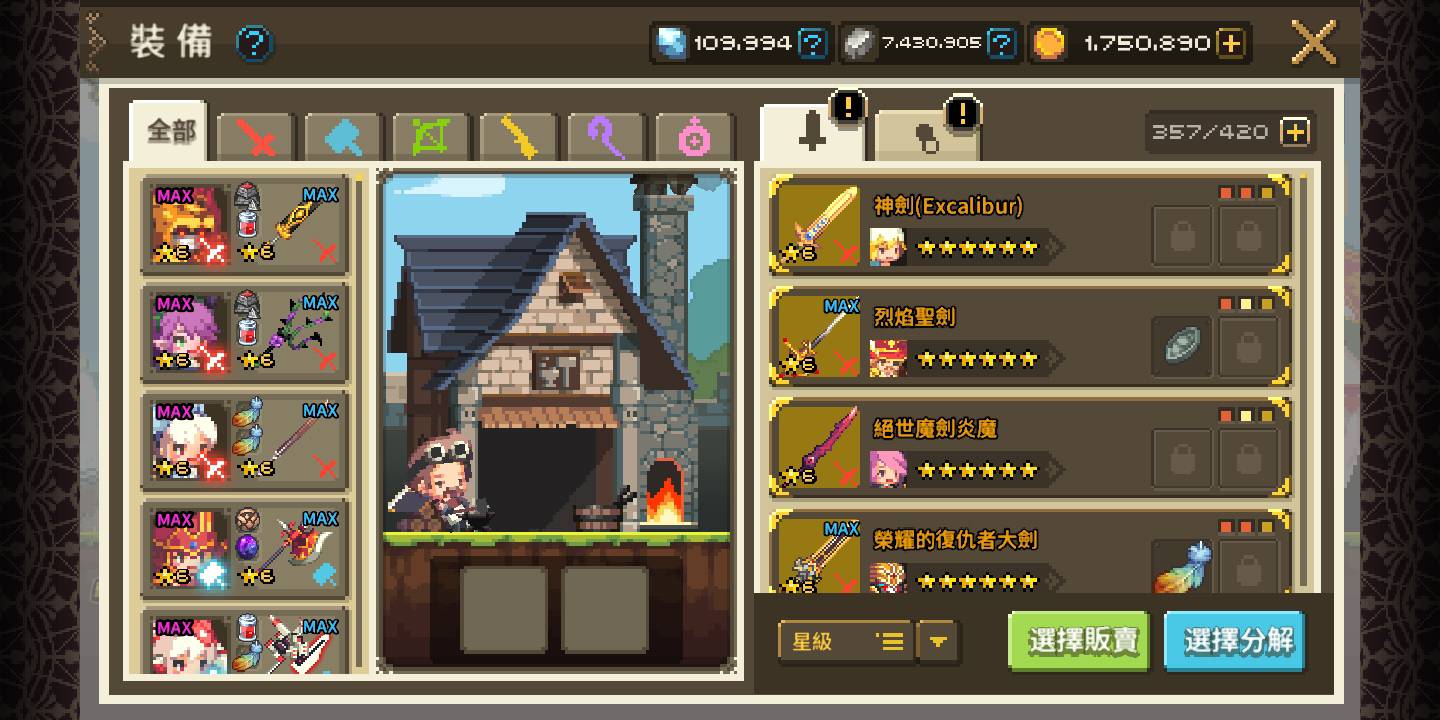 裝備
?
109,994
?
7,430,905
?
1,750,890
+
全部
!
!
357/420
+
MAX
MAX
6
6
MAX
MAX
6
6
MAX
MAX
6
6
MAX
MAX
6
6
MAX
MAX
神劍(Excalibur)
6
MAX
烈焰聖劍
6
絕世魔劍炎魔
6
MAX
榮耀的復仇者大劍
6
星級
選擇販賣
選擇分解